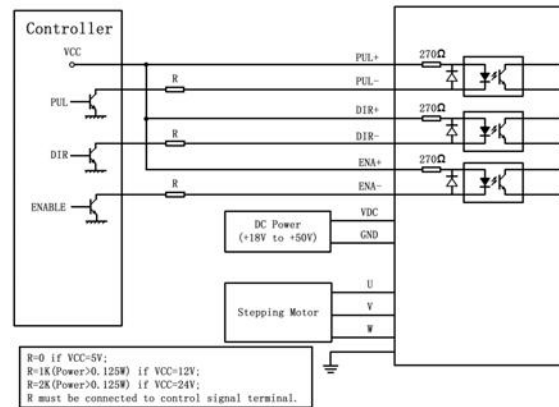 Controller
VCC
PUL
DIR
ENABLE
R
R
R
PUL+
270Ω
PUL-
DIR+
270Ω
DIR-
ENA+
270Ω
ENA-
DC Power
(+18V to +50V)
VDC
GND
Stepping Motor
U
V
W
R=0 if VCC=5V;
R=1K(Power>0.125W) if VCC=12V;
R=2K(Power>0.125W) if VCC=24V;
R must be connected to control signal terminal.